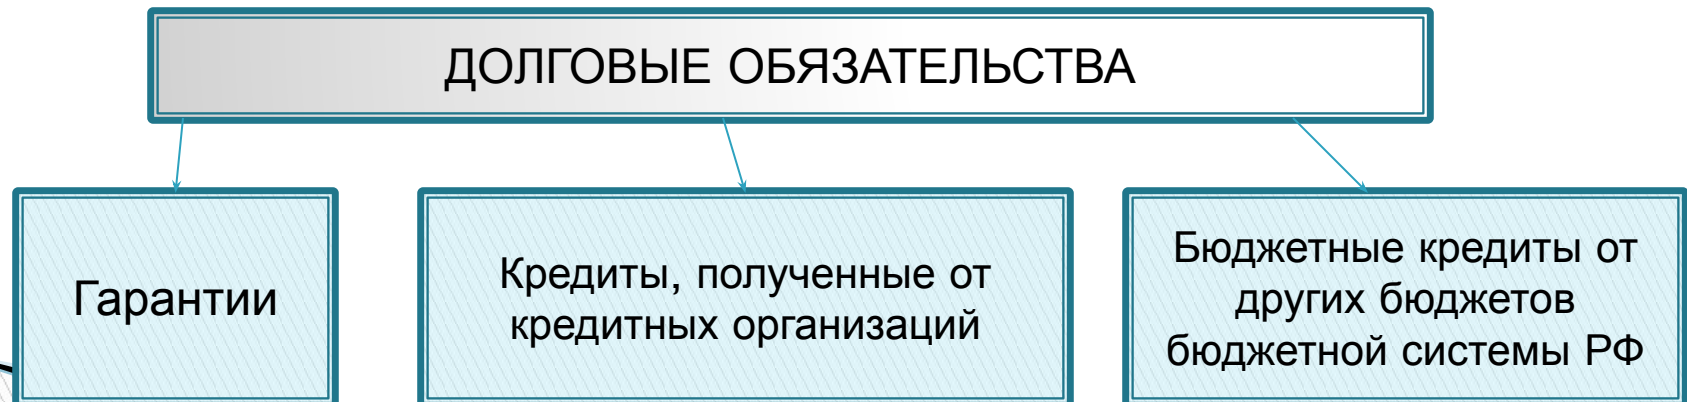 ДОЛГОВЫЕ ОБЯЗАТЕЛЬСТВА
Гарантии
Кредиты, полученные от
кредитных организаций
Бюджетные кредиты от
других бюджетов
бюджетной системы РФ